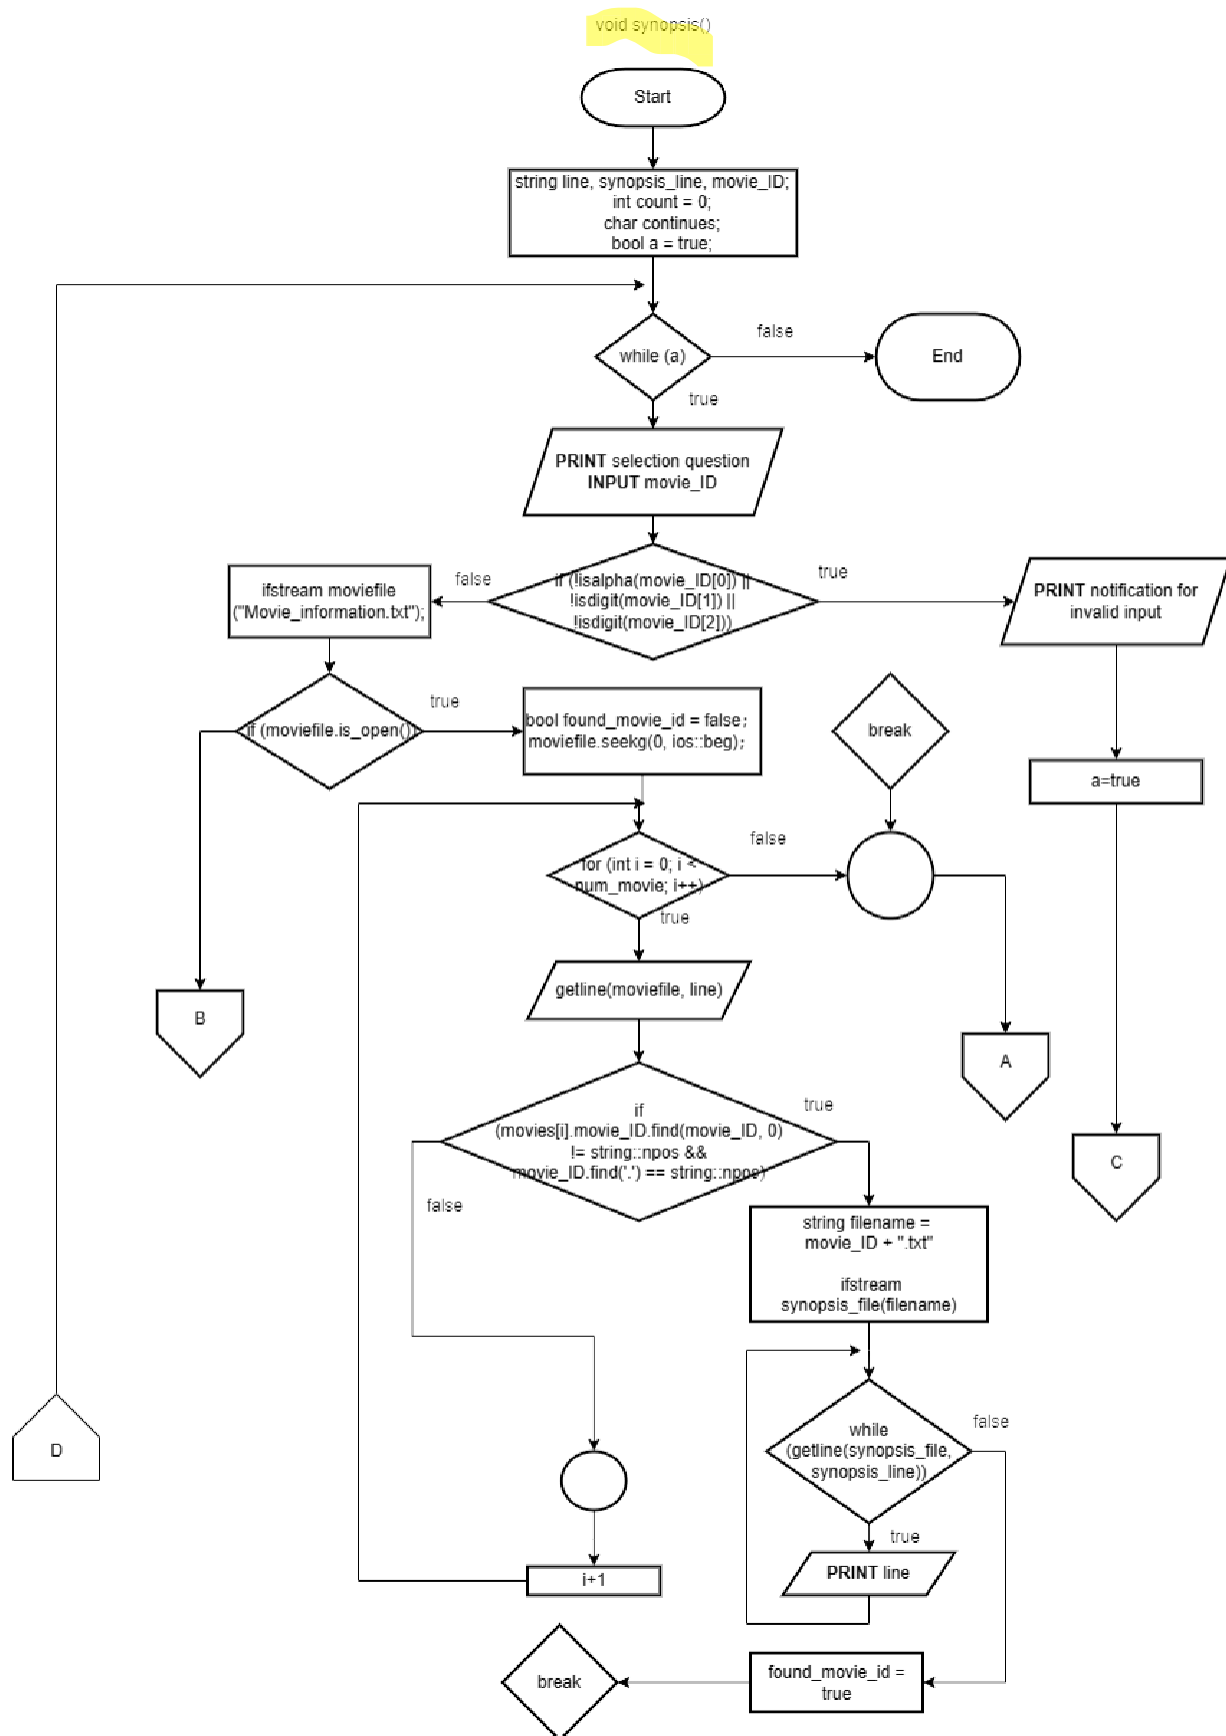 void synopsis()
Start
string line, synopsis_line, movie_ID;
int count = 0;
char continues;
bool a = true;
while (a)
false
End
true
PRINT selection question
INPUT movie_ID
ifstream moviefile
("Movie_information.txt");
false
if (!isalpha(movie_ID[0]) ||
!isdigit(movie_ID[1]) ||
!isdigit(movie_ID[2]))
true
PRINT notification for
invalid input
if (moviefile.is_open())
true
bool found_movie_id = false;
moviefile.seekg(0, ios::beg);
break
a=true
for (int i = 0; i <
num_movie; i++)
false
true
getline(moviefile, line)
B
A
if
(movies[i].movie_ID.find(movie_ID, 0)
!= string::npos &&
movie_ID.find('.') == string::npos)
true
false
C
string filename =
movie_ID + ".txt"
ifstream
synopsis_file(filename)
D
while
(getline(synopsis_file,
synopsis_line))
false
true
PRINT line
i+1
found_movie_id =
true
break